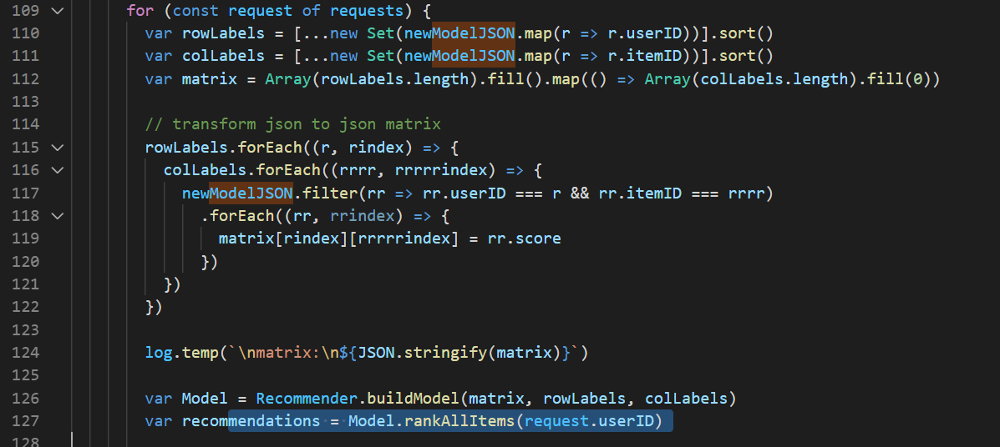 109 for (const request of requests) {
110 var rowLabels = [...new Set(newModelJSON.map(r => r.userID))].sort()
111 var colLabels = [...new Set(newModelJSON.map(r => r.itemID))].sort()
112 var matrix = Array(rowLabels.length).fill().map(() => Array(colLabels.length).fill(0))
113
114 // transform json to json matrix
115 rowLabels.forEach((r, rindex) => {
116 colLabels.forEach((rrrr, rrrrrindex) => {
117 newModelJSON.filter(rr => rr.userID === r && rr.itemID === rrrr)
118 .forEach((rr, rrindex) => {
119 matrix[rindex][rrrrrindex] = rr.score
120 })
121 })
122 })
123
124 log.temp(`\nmatrix:\n${JSON.stringify(matrix)}`)
125
126 var Model = Recommender.buildModel(matrix, rowLabels, colLabels)
127 var recommendations = Model.rankAllItems(request.userID)
128